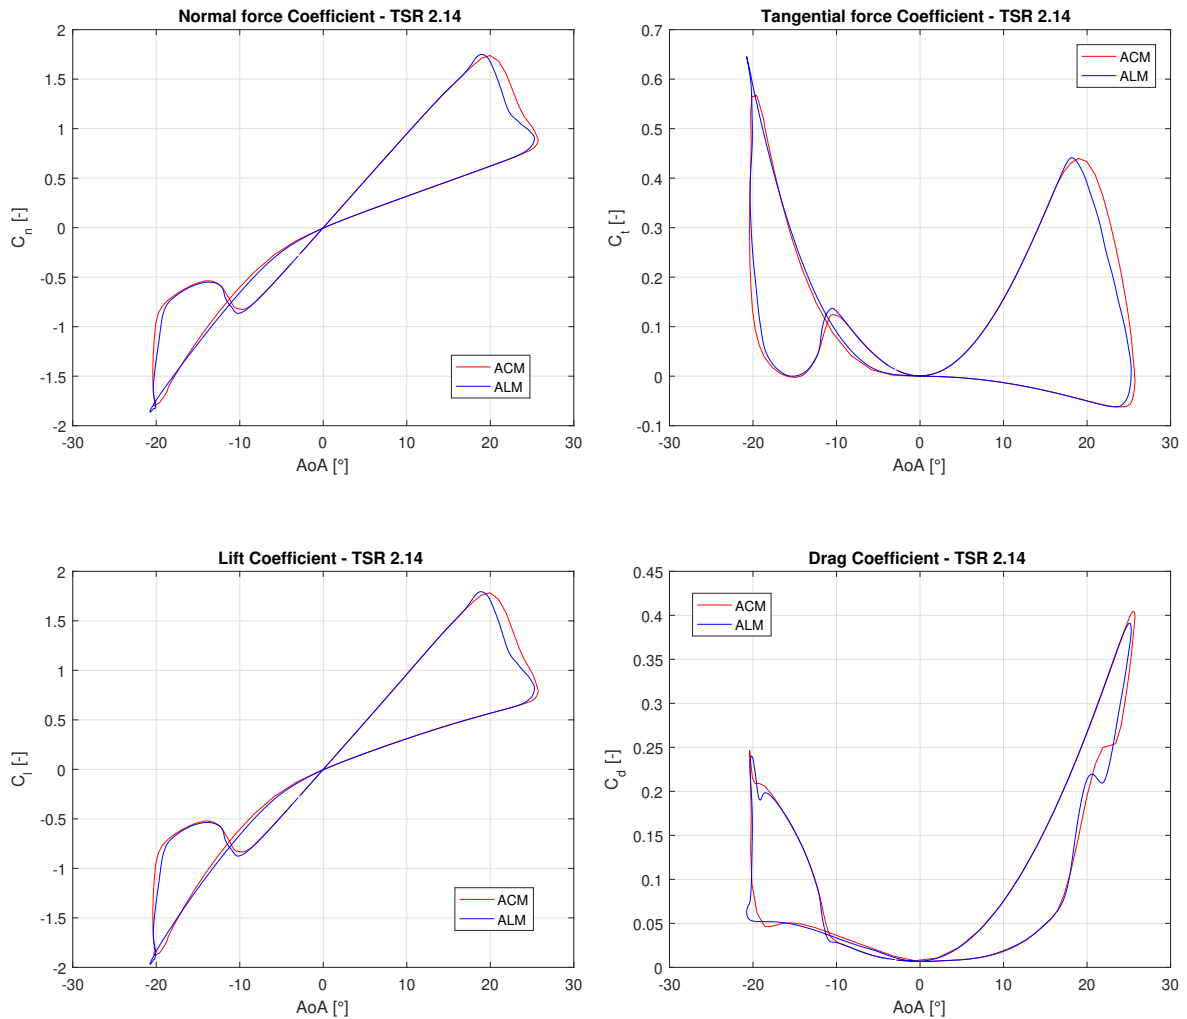 Normal force Coefficient - TSR 2.14
2
1.5
1
0.5
0
-0.5
-1
-1.5
-2
C_n [-]
-30 -20 -10 0 10 20 30
AoA [°]
ACM
ALM
Tangential force Coefficient - TSR 2.14
0.7
0.6
0.5
0.4
0.3
0.2
0.1
0
-0.1
C_t [-]
-30 -20 -10 0 10 20 30
AoA [°]
ACM
ALM
Lift Coefficient - TSR 2.14
2
1.5
1
0.5
0
-0.5
-1
-1.5
-2
C_l [-]
-30 -20 -10 0 10 20 30
AoA [°]
ACM
ALM
Drag Coefficient - TSR 2.14
0.45
0.4
0.35
0.3
0.25
0.2
0.15
0.1
0.05
0
C_d [-]
-30 -20 -10 0 10 20 30
AoA [°]
ACM
ALM